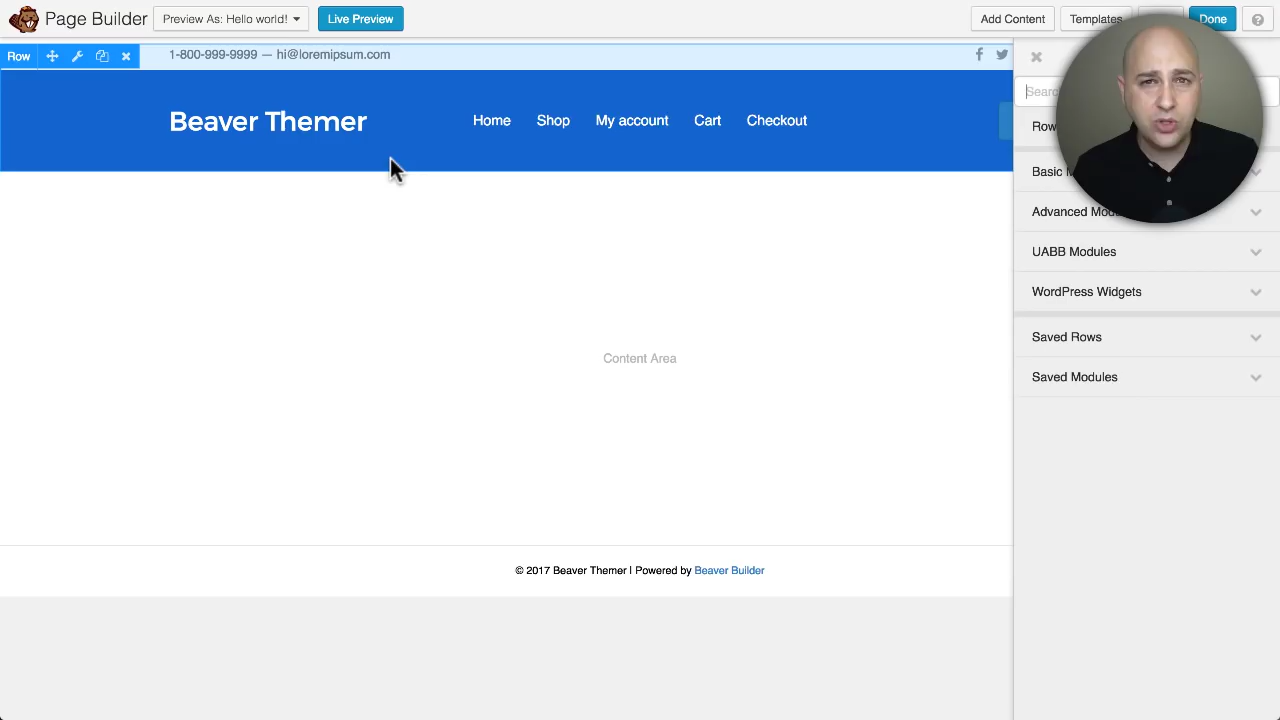 Page Builder
Preview As: Hello world!
Live Preview
Add Content
Templates
Done
?
Row
1-800-999-9999 — hi@loremipsum.com
Beaver Themer
Home
Shop
My account
Cart
Checkout
Basic
Advanced
UABB Modules
WordPress Widgets
Saved Rows
Saved Modules
Content Area
© 2017 Beaver Themer | Powered by Beaver Builder